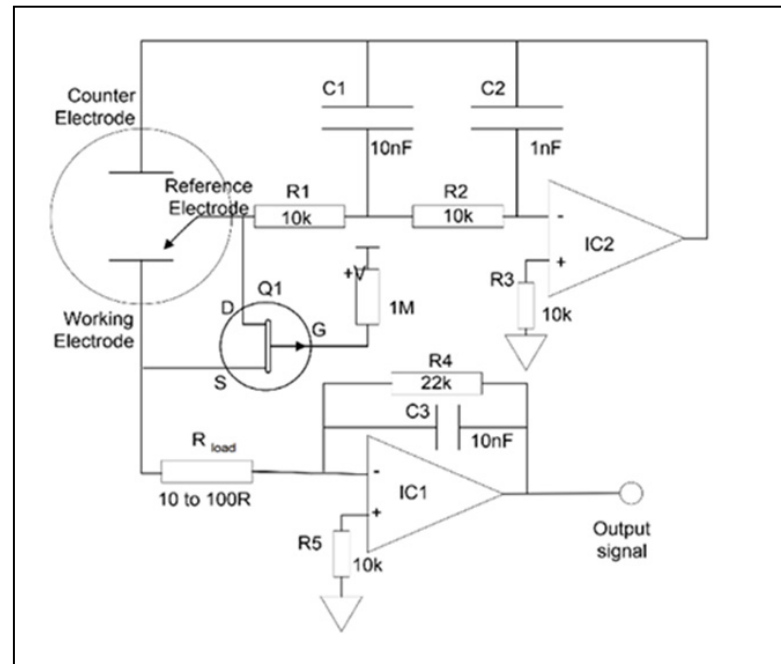 C1
C2
Counter
Electrode
10nF
1nF
Reference
Electrode
R1
10k
R2
10k
-
+
IC2
R3
10k
+V
1M
Q1
D
G
S
Working
Electrode
R4
22k
C3
10nF
R load
10 to 100R
-
+
IC1
R5
10k
Output
signal